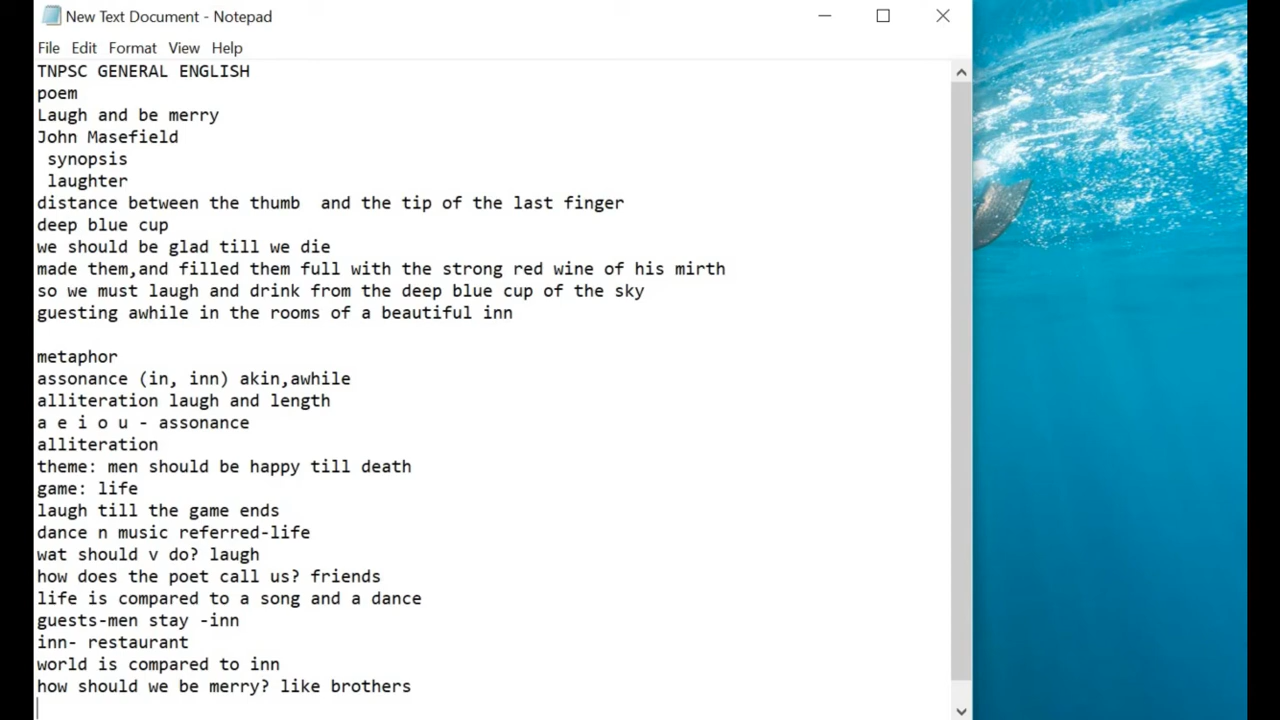 New Text Document - Notepad
File Edit Format View Help
TNPSC GENERAL ENGLISH
poem
Laugh and be merry
John Masefield
synopsis
laughter
distance between the thumb  and the tip of the last finger
deep blue cup
we should be glad till we die
made them,and filled them full with the strong red wine of his mirth
so we must laugh and drink from the deep blue cup of the sky
guesting awhile in the rooms of a beautiful inn
metaphor
assonance (in, inn) akin,awhile
alliteration laugh and length
a e i o u - assonance
alliteration
theme: men should be happy till death
game: life
laugh till the game ends
dance n music referred-life
wat should v do? laugh
how does the poet call us? friends
life is compared to a song and a dance
guests-men stay -inn
inn- restaurant
world is compared to inn
how should we be merry? like brothers